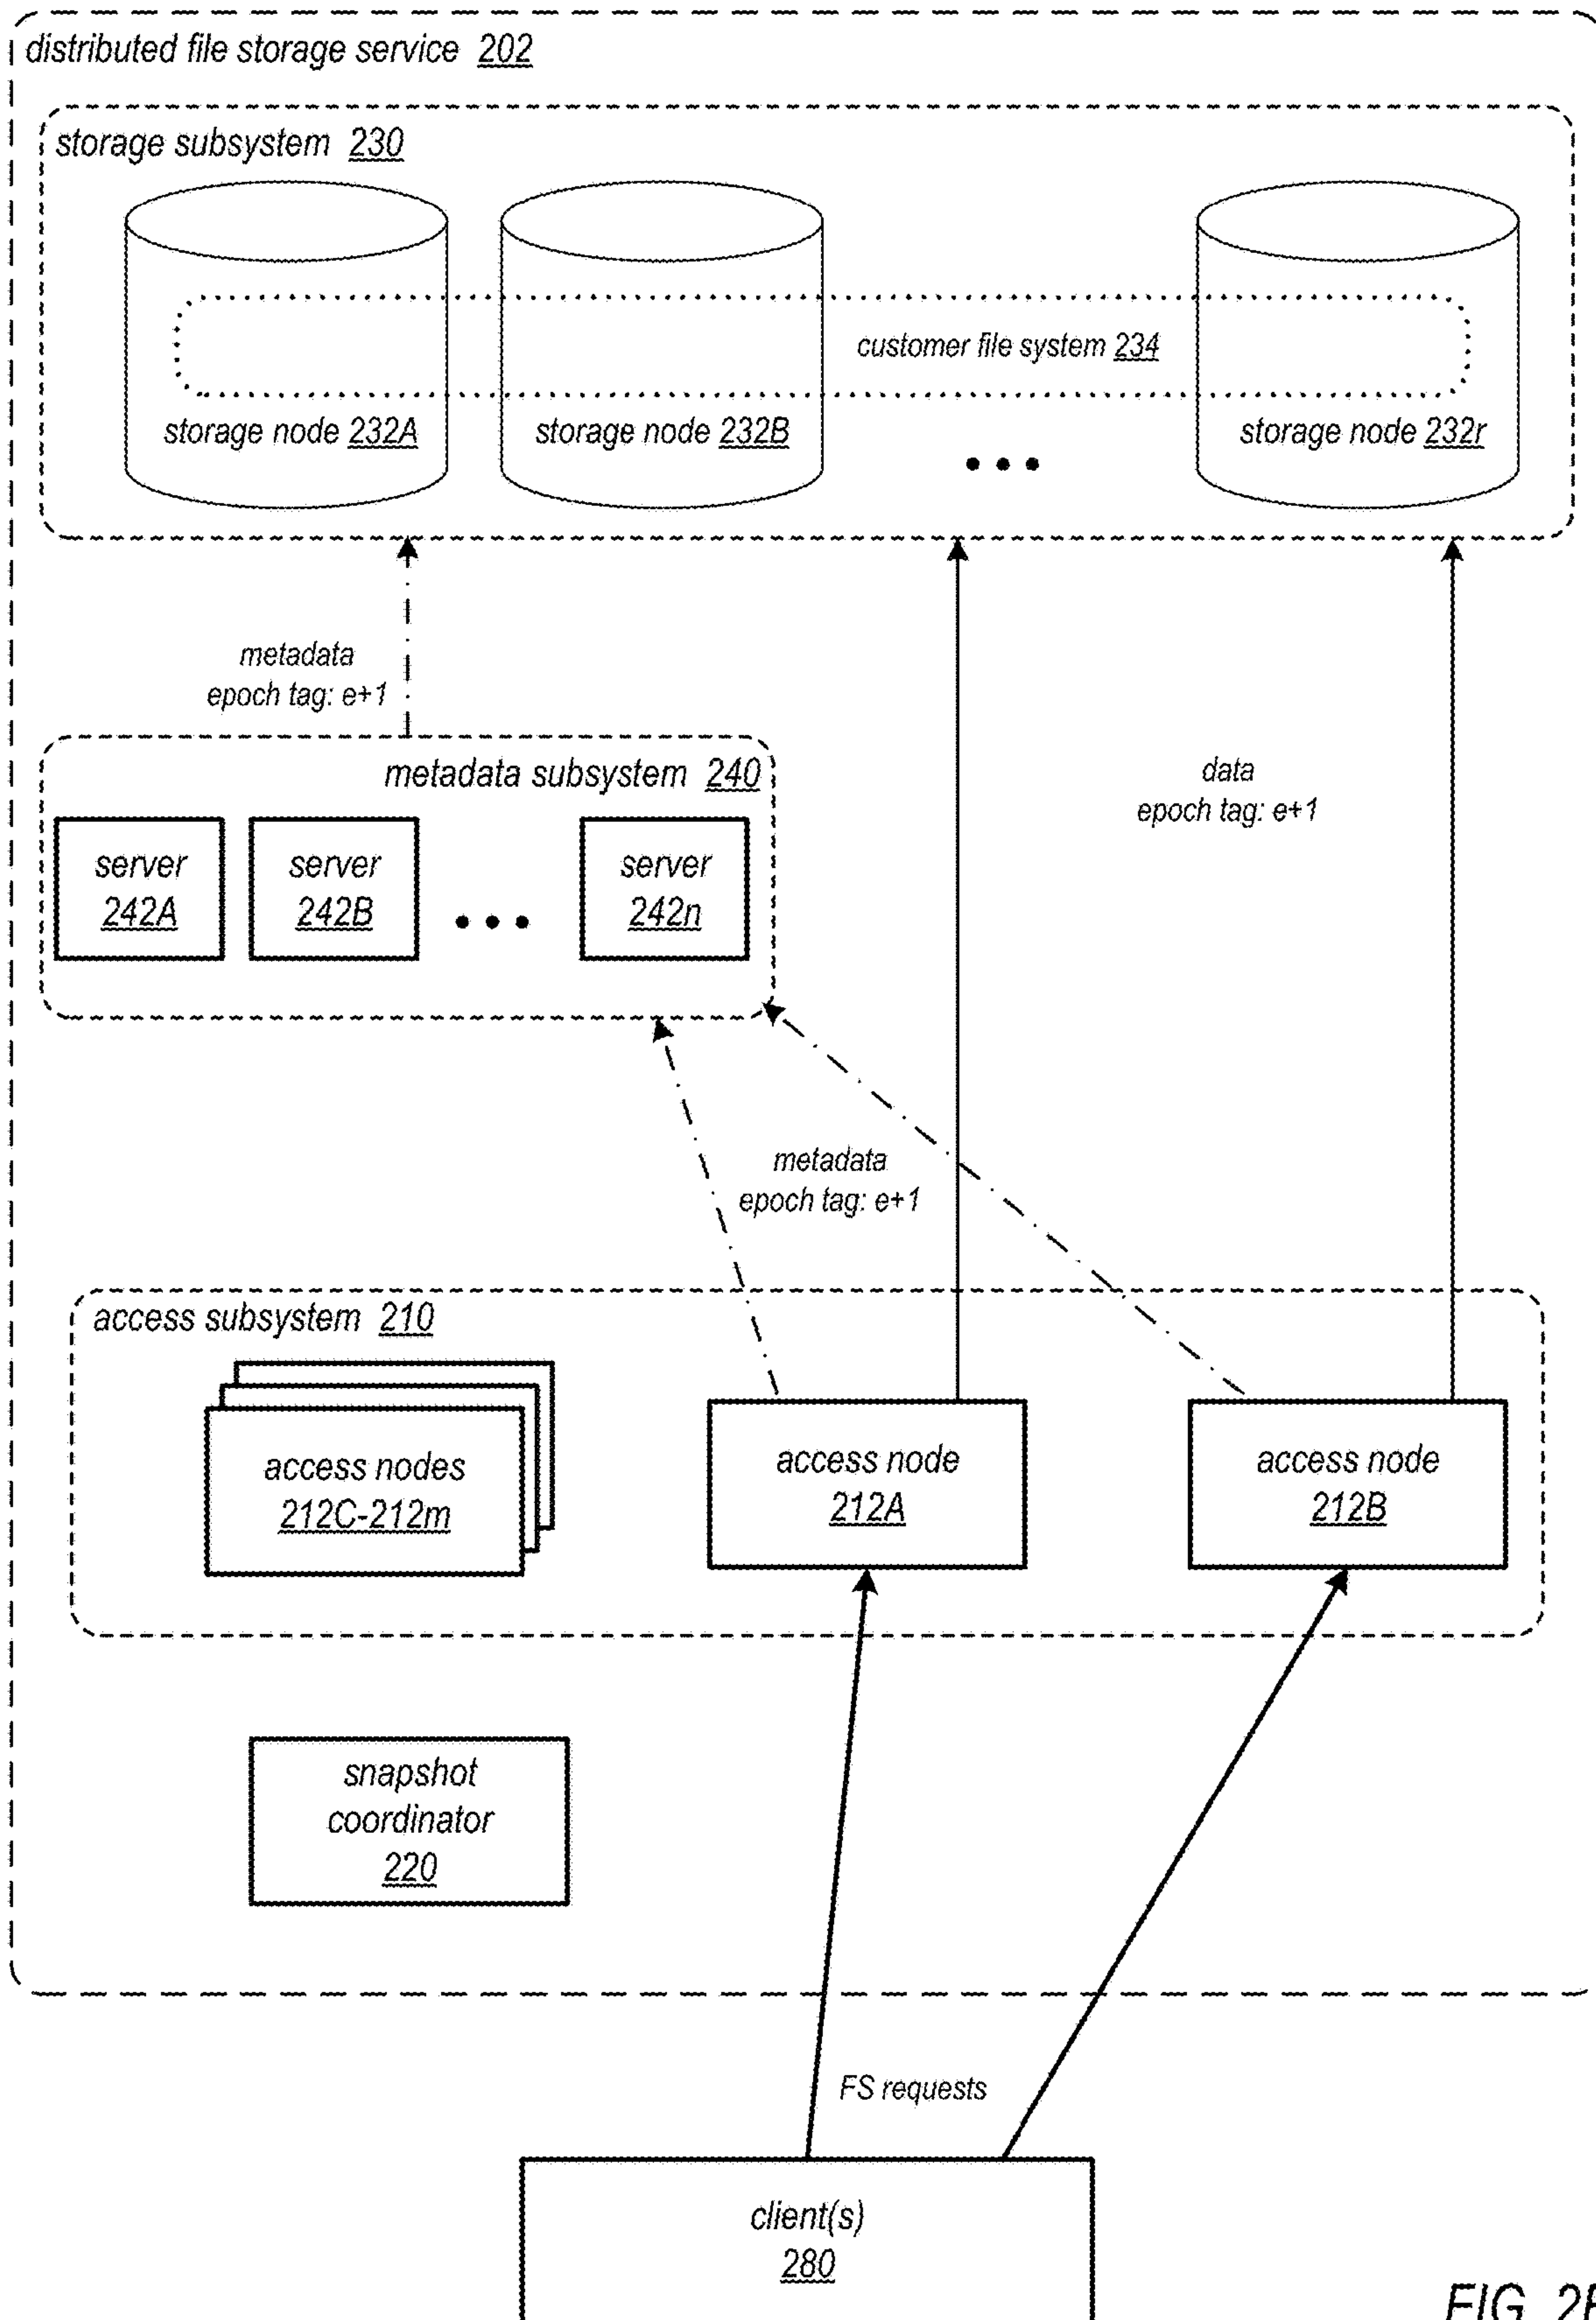 distributed file storage service 202
storage subsystem 230
customer file system 234
storage node 232A
storage node 232B
storage node 232r
metadata
epoch tag: e+1
metadata subsystem 240
data
epoch tag: e+1
server
242A
server
242B
server
242n
metadata
epoch tag: e+1
access subsystem 210
access nodes
212C-212m
access node
212A
access node
212B
snapshot
coordinator
220
FS requests
client(s)
280
FIG.